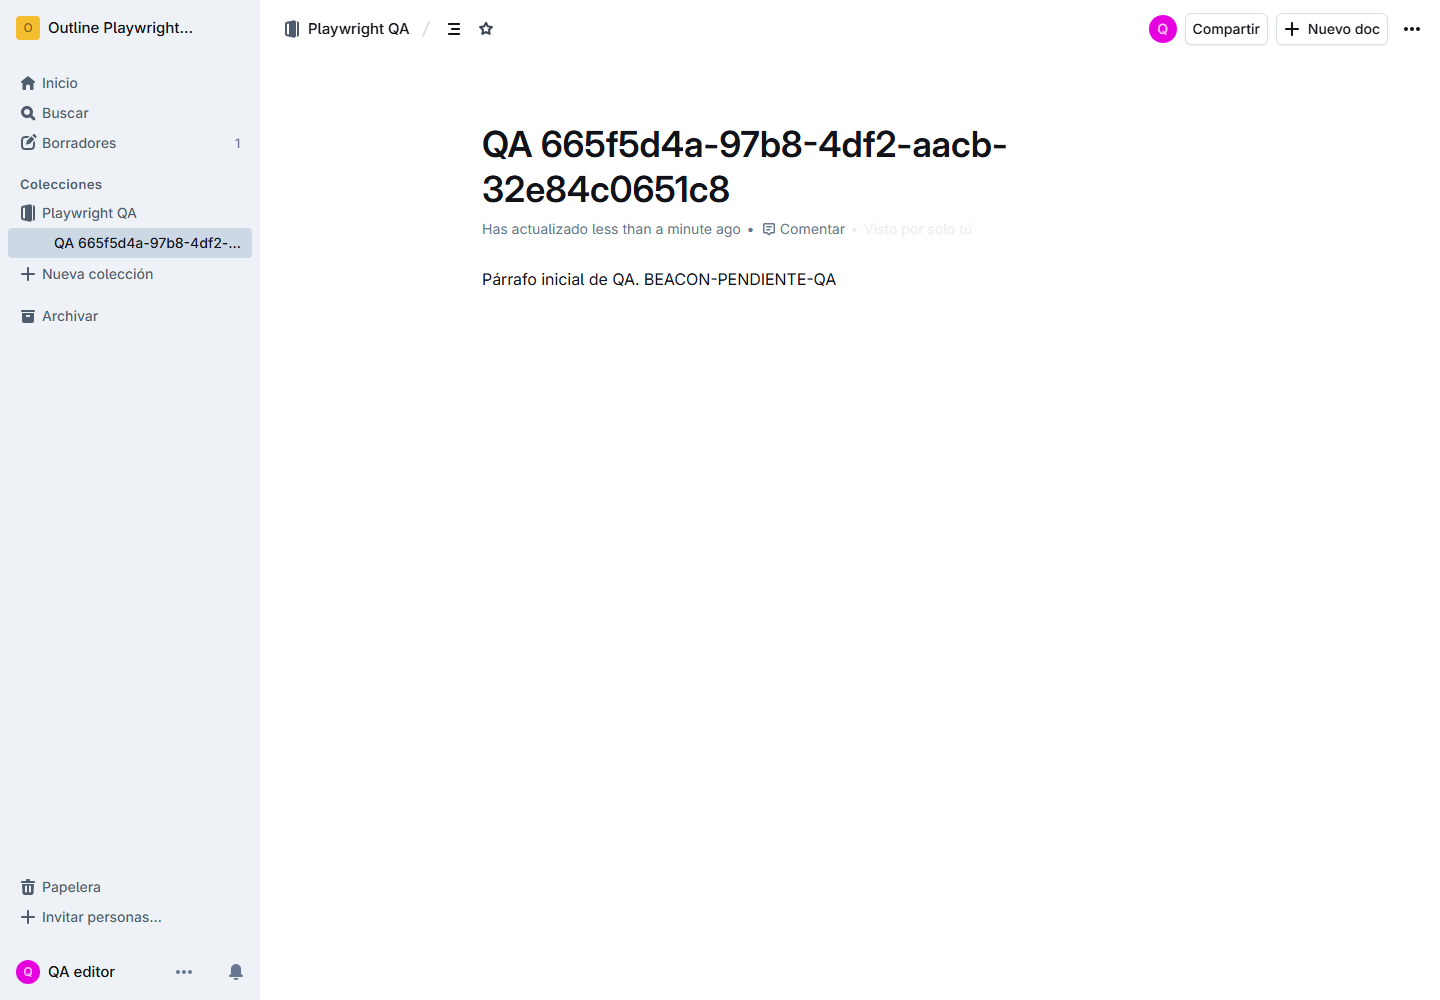 O Outline Playwright...
Inicio
Buscar
Borradores 1
Colecciones
Playwright QA
QA 665f5d4a-97b8-4df2-...
Nueva colección
Archivar
Papelera
Invitar personas...
Q QA editor
Playwright QA /
Q Compartir Nuevo doc
QA 665f5d4a-97b8-4df2-aacb-
32e84c0651c8
Has actualizado less than a minute ago • Comentar • Visto por solo tú
Párrafo inicial de QA. BEACON-PENDIENTE-QA